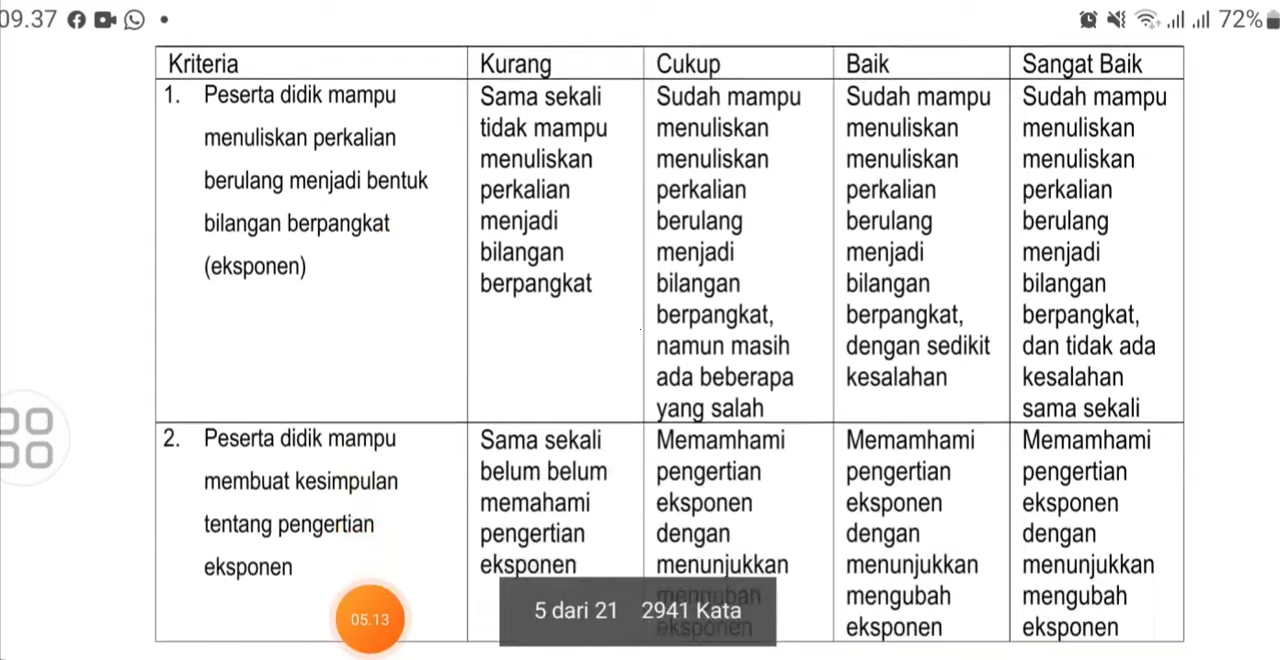 09.37
72%
Kriteria Kurang Cukup Baik Sangat Baik
1. Peserta didik mampu
menuliskan perkalian
berulang menjadi bentuk
bilangan berpangkat
(eksponen)
Sama sekali
tidak mampu
menuliskan
perkalian
menjadi
bilangan
berpangkat
Sudah mampu
menuliskan
menuliskan
perkalian
berulang
menjadi
bilangan
berpangkat,
namun masih
ada beberapa
yang salah
Sudah mampu
menuliskan
menuliskan
perkalian
berulang
menjadi
bilangan
berpangkat,
dengan sedikit
kesalahan
Sudah mampu
menuliskan
menuliskan
perkalian
berulang
menjadi
bilangan
berpangkat,
dan tidak ada
kesalahan
sama sekali
2. Peserta didik mampu
membuat kesimpulan
tentang pengertian
eksponen
Sama sekali
belum belum
memahami
pengertian
eksponen
Memamhami
pengertian
eksponen
dengan
menunjukkan
mengubah
eksponen
Memamhami
pengertian
eksponen
dengan
menunjukkan
mengubah
eksponen
Memamhami
pengertian
eksponen
dengan
menunjukkan
mengubah
eksponen
05.13
5 dari 21 2941 Kata